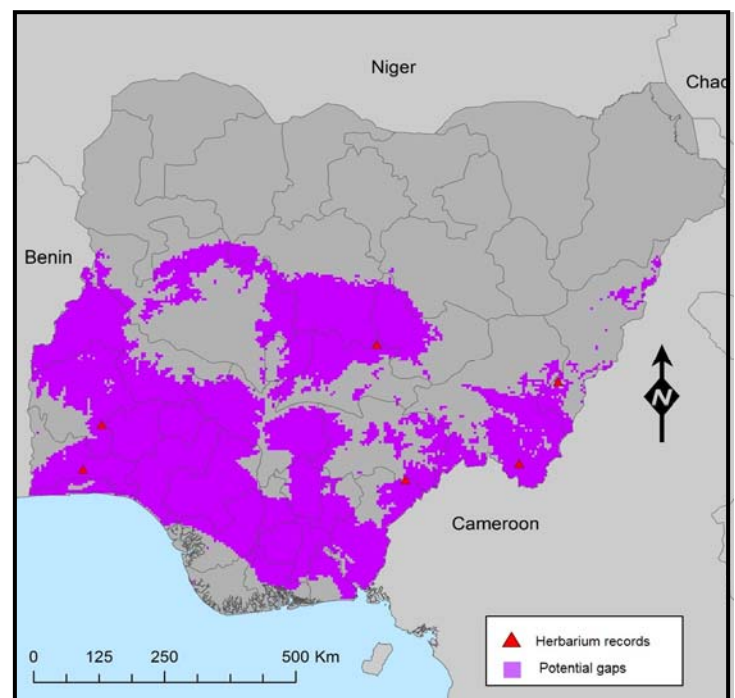 Niger
Chad
Benin
N
Cameroon
0 125 250 500 Km
Herbarium records
Potential gaps